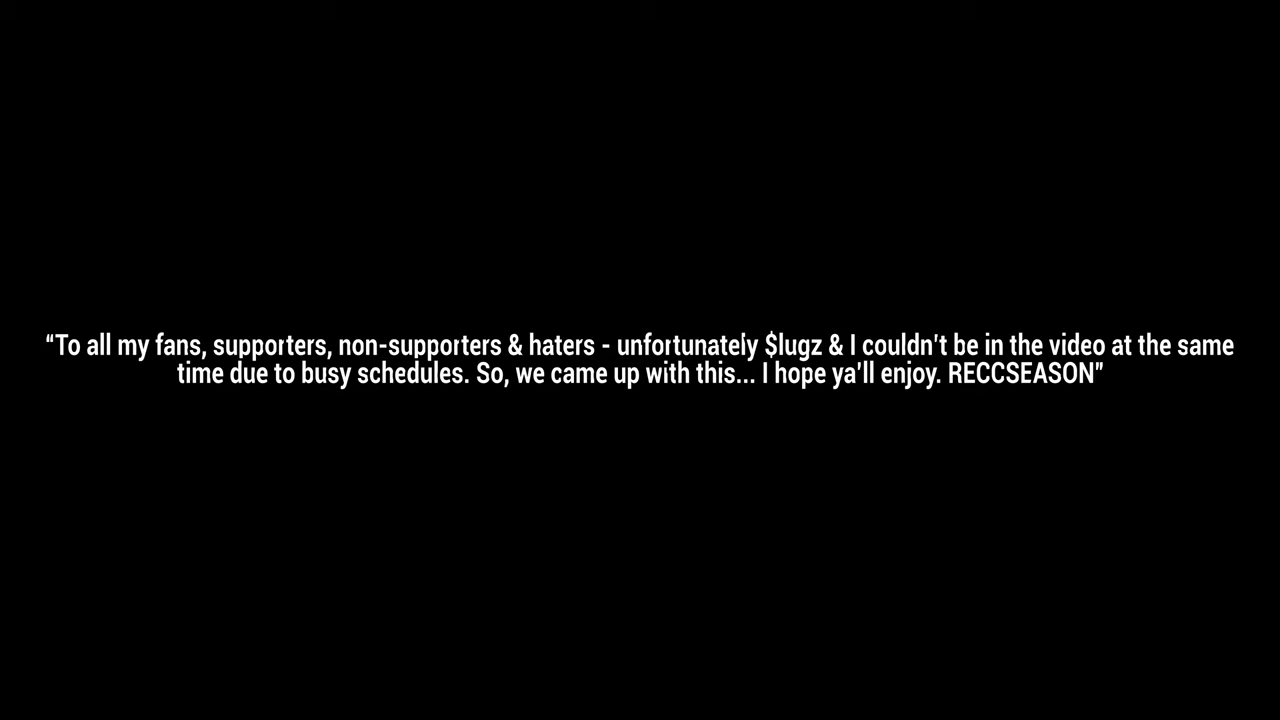 “To all my fans, supporters, non-supporters & haters - unfortunately $lugz & I couldn’t be in the video at the same
time due to busy schedules. So, we came up with this... I hope ya’ll enjoy. RECCSEASON”